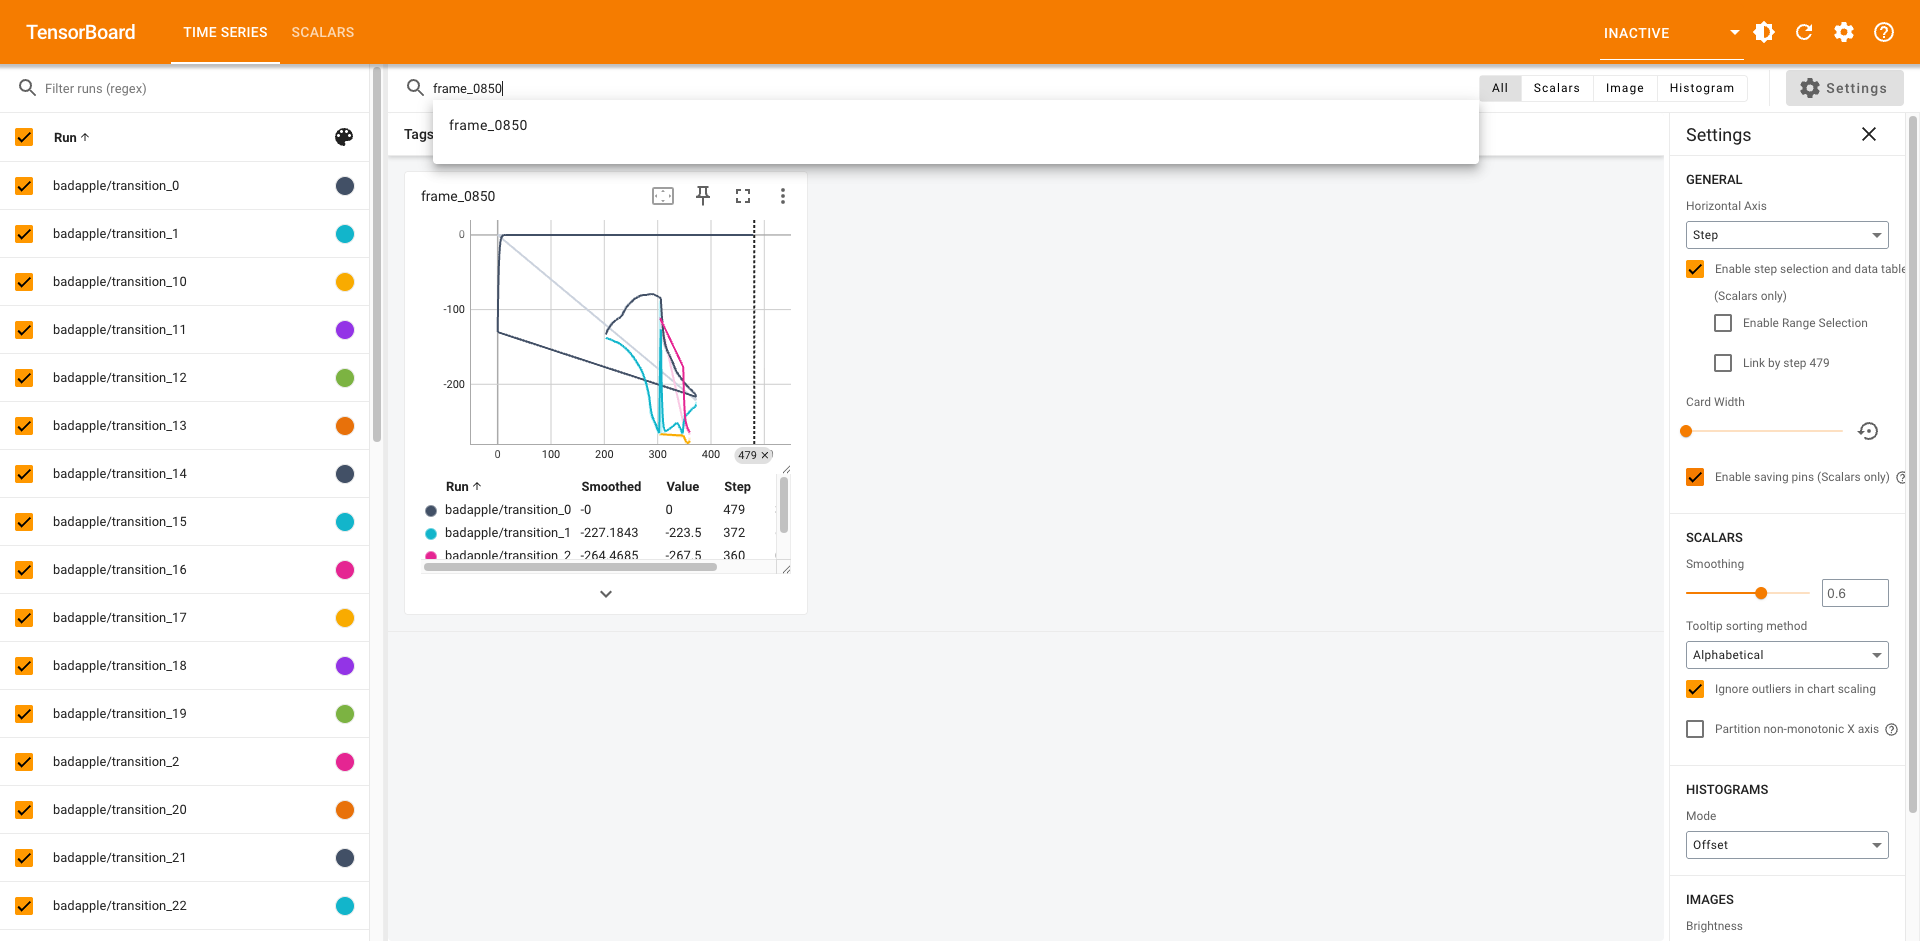 TensorBoard TIME SERIES SCALARS INACTIVE
Filter runs (regex)
frame_0850
All Scalars Image Histogram Settings
frame_0850
Run
badapple/transition_0
badapple/transition_1
badapple/transition_10
badapple/transition_11
badapple/transition_12
badapple/transition_13
badapple/transition_14
badapple/transition_15
badapple/transition_16
badapple/transition_17
badapple/transition_18
badapple/transition_19
badapple/transition_2
badapple/transition_20
badapple/transition_21
badapple/transition_22
Tags
frame_0850
0
-100
-200
0 100 200 300 400 479
Run Smoothed Value Step
badapple/transition_0 -0 0 479
badapple/transition_1 -227.1843 -223.5 372
badapple/transition_2 -264.4685 -267.5 360
Settings
GENERAL
Horizontal Axis
Step
Enable step selection and data table
(Scalars only)
Enable Range Selection
Link by step 479
Card Width
Enable saving pins (Scalars only)
SCALARS
Smoothing
0.6
Tooltip sorting method
Alphabetical
Ignore outliers in chart scaling
Partition non-monotonic X axis
HISTOGRAMS
Mode
Offset
IMAGES
Brightness